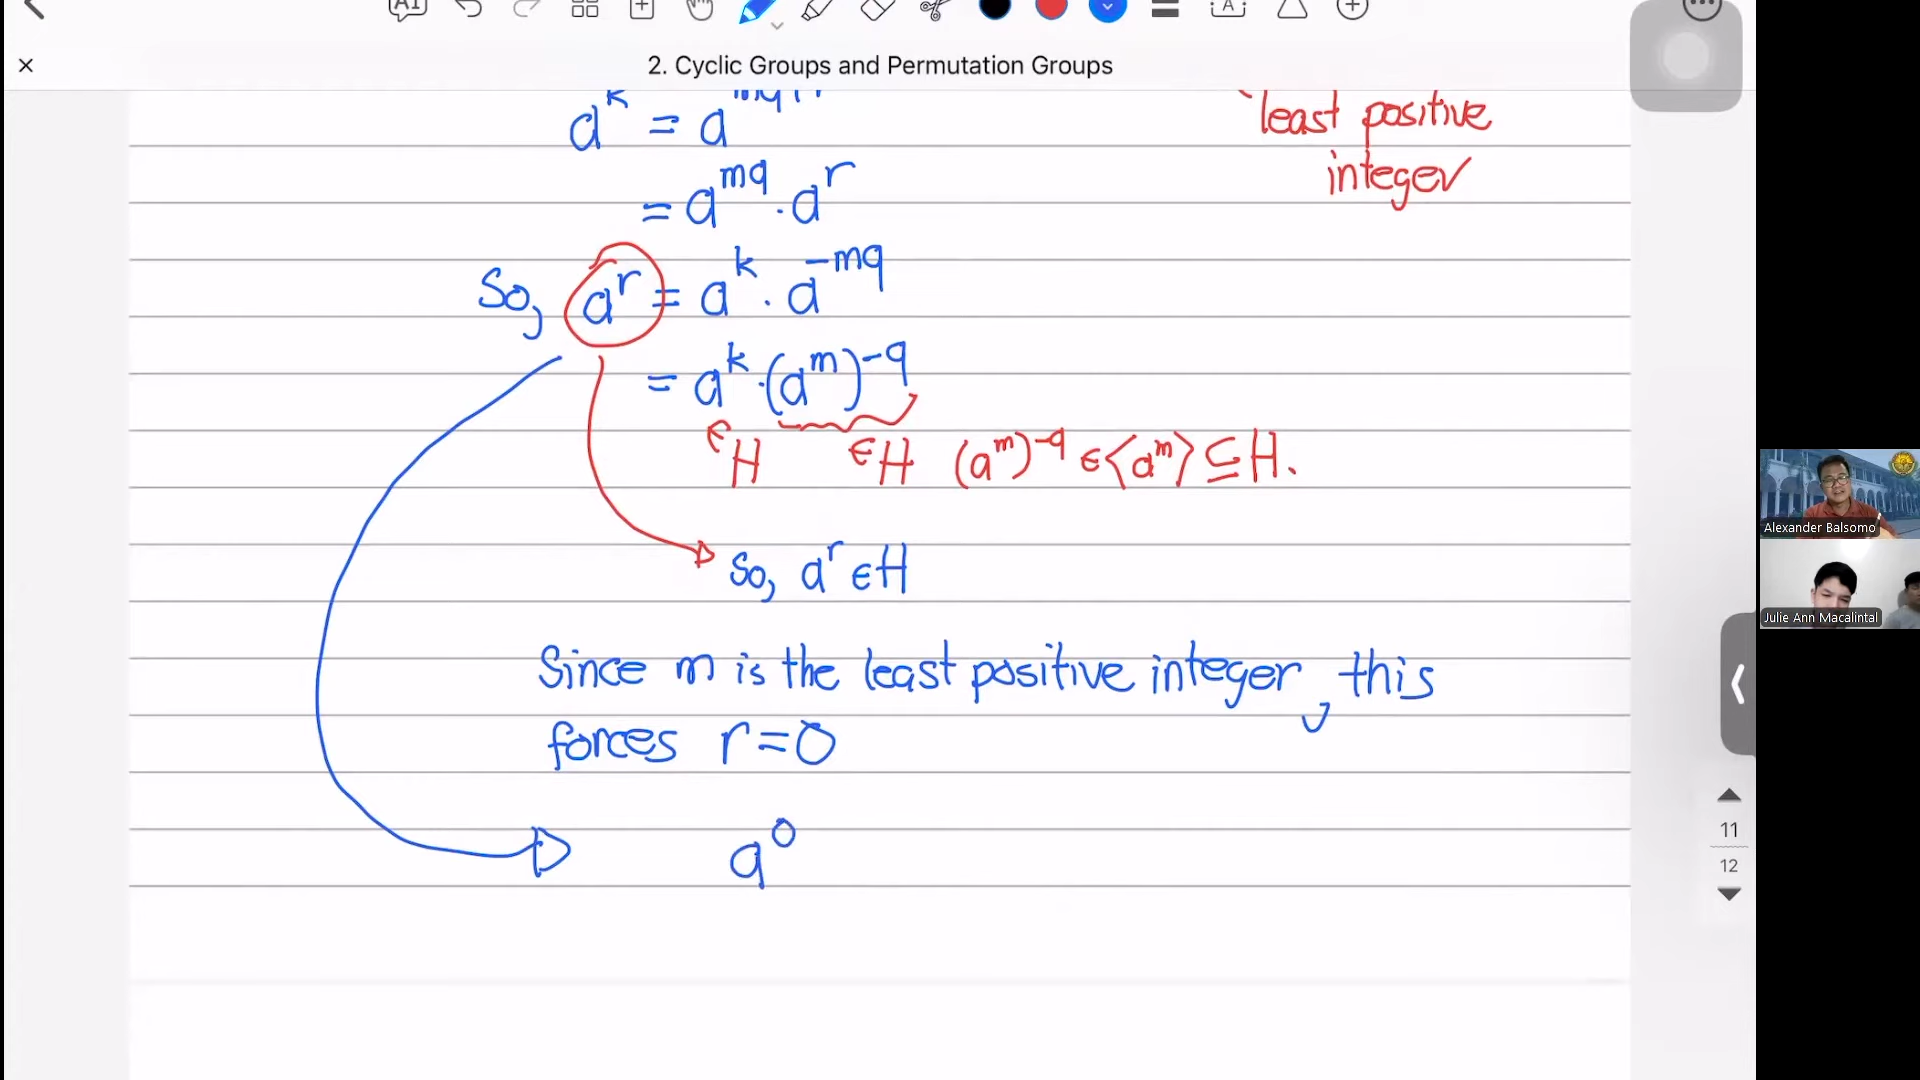 2. Cyclic Groups and Permutation Groups
a^k = a^{mq+r}
least positive
integer
= a^{mq} . a^r
So, a^r = a^k . a^{-mq}
= a^k . (a^m)^{-q}
∈H ∈H (a^m)^{-q} ∈ <a^m> ⊆ H.
So, a^r ∈ H
Since m is the least positive integer, this
forces r = 0
a^0
Alexander Balsomo
Julie Ann Macalintal
11
12